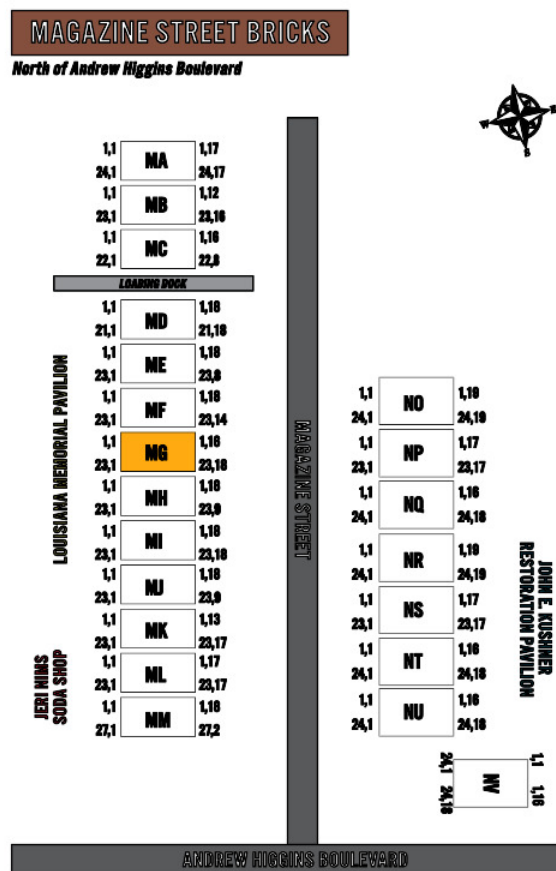 MAGAZINE STREET BRICKS
North of Andrew Higgins Boulevard
W
S
1,1 MA 1,17
24,1 24,17
1,1 MB 1,12
23,1 23,16
1,1 MC 1,16
22,1 22,8
LOADING DOCK
1,1 MD 1,18
21,1 21,18
1,1 ME 1,18
23,1 23,8
1,1 MF 1,18
23,1 23,14
1,1 MG 1,16
23,1 23,18
1,1 MH 1,18
23,1 23,9
1,1 MI 1,18
23,1 23,18
1,1 MJ 1,18
23,1 23,9
1,1 MK 1,13
23,1 23,17
1,1 ML 1,17
23,1 23,17
1,1 MM 1,18
27,1 27,2
LOUISIANA MEMORIAL PAVILION
JERI NIMS
SODA SHOP
MAGAZINE STREET
1,1 NO 1,19
24,1 24,19
1,1 NP 1,17
23,1 23,17
1,1 NQ 1,16
24,1 24,18
1,1 NR 1,19
24,1 24,19
1,1 NS 1,17
23,1 23,17
1,1 NT 1,16
24,1 24,18
1,1 NU 1,16
24,1 24,18
JOHN E. KUSHNER
RESTORATION PAVILION
24,1 1,1
NV
24,18 1,16
ANDREW HIGGINS BOULEVARD